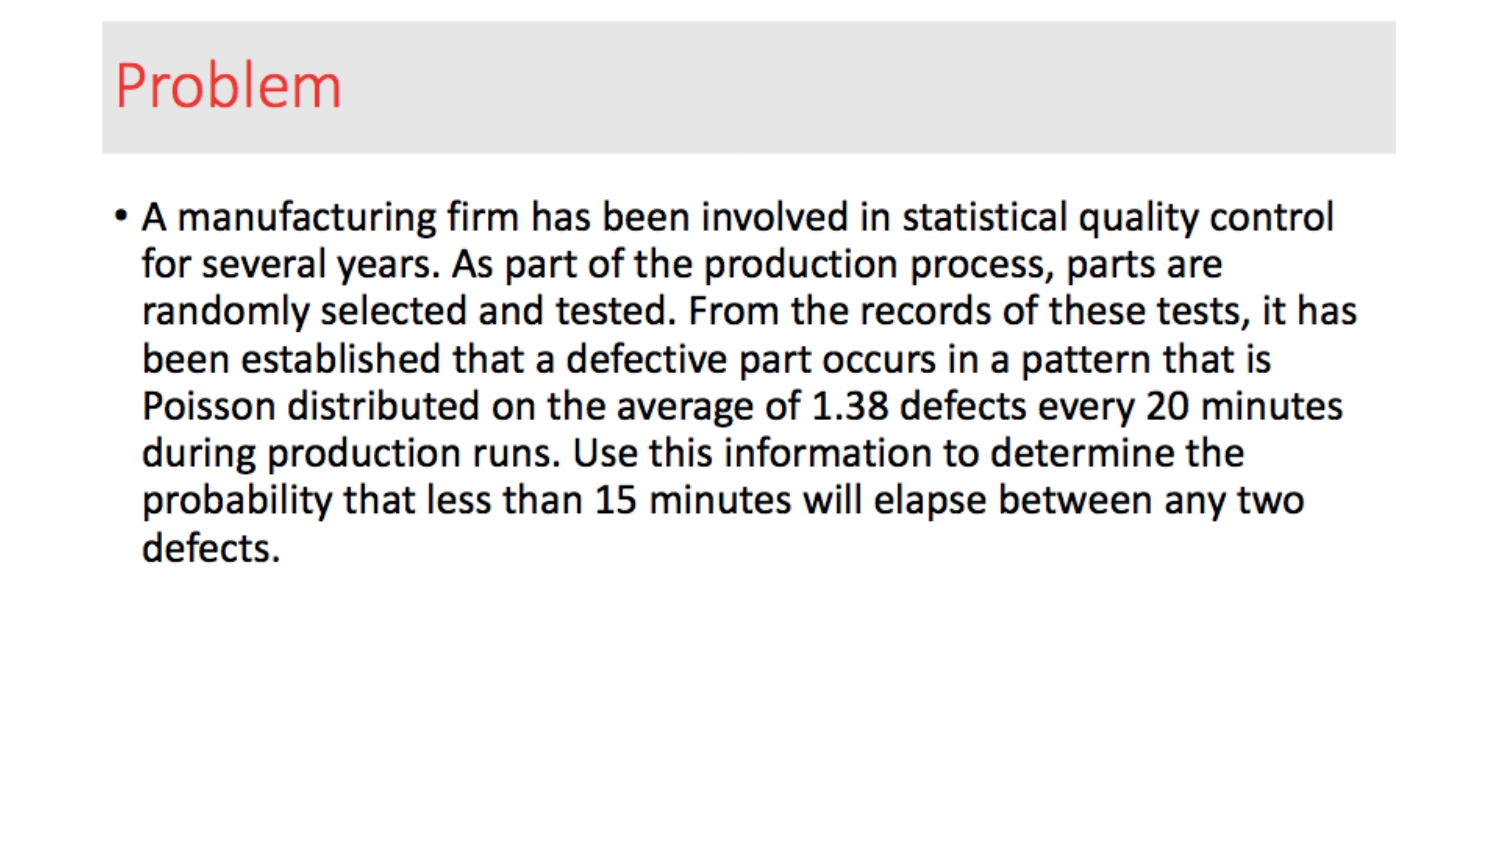 Problem
• A manufacturing firm has been involved in statistical quality control
for several years. As part of the production process, parts are
randomly selected and tested. From the records of these tests, it has
been established that a defective part occurs in a pattern that is
Poisson distributed on the average of 1.38 defects every 20 minutes
during production runs. Use this information to determine the
probability that less than 15 minutes will elapse between any two
defects.